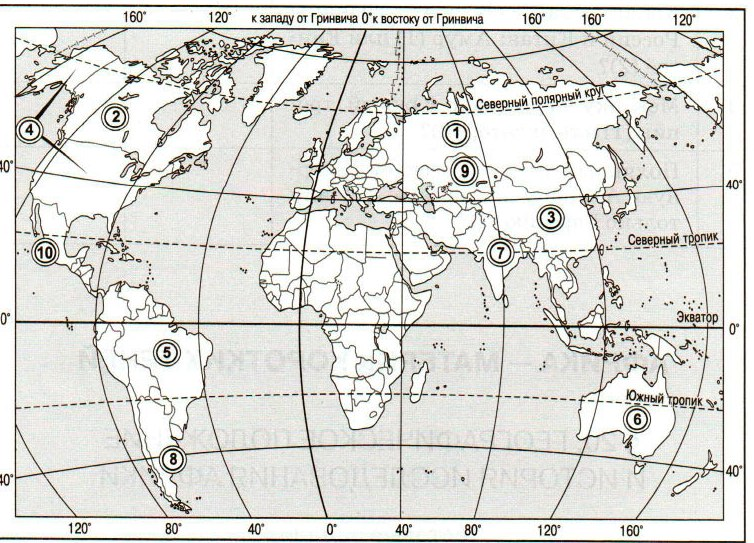 160° 120° к западу от Гринвича 0° к востоку от Гринвича 160° 160° 120°
Северный полярный круг
1
2
4
40°
9
40°
3
Северный тропик
10
7
0°
Экватор
0°
5
Южный тропик
6
8
40°
40°
120° 80° 40° 0° 40° 80° 120° 160°